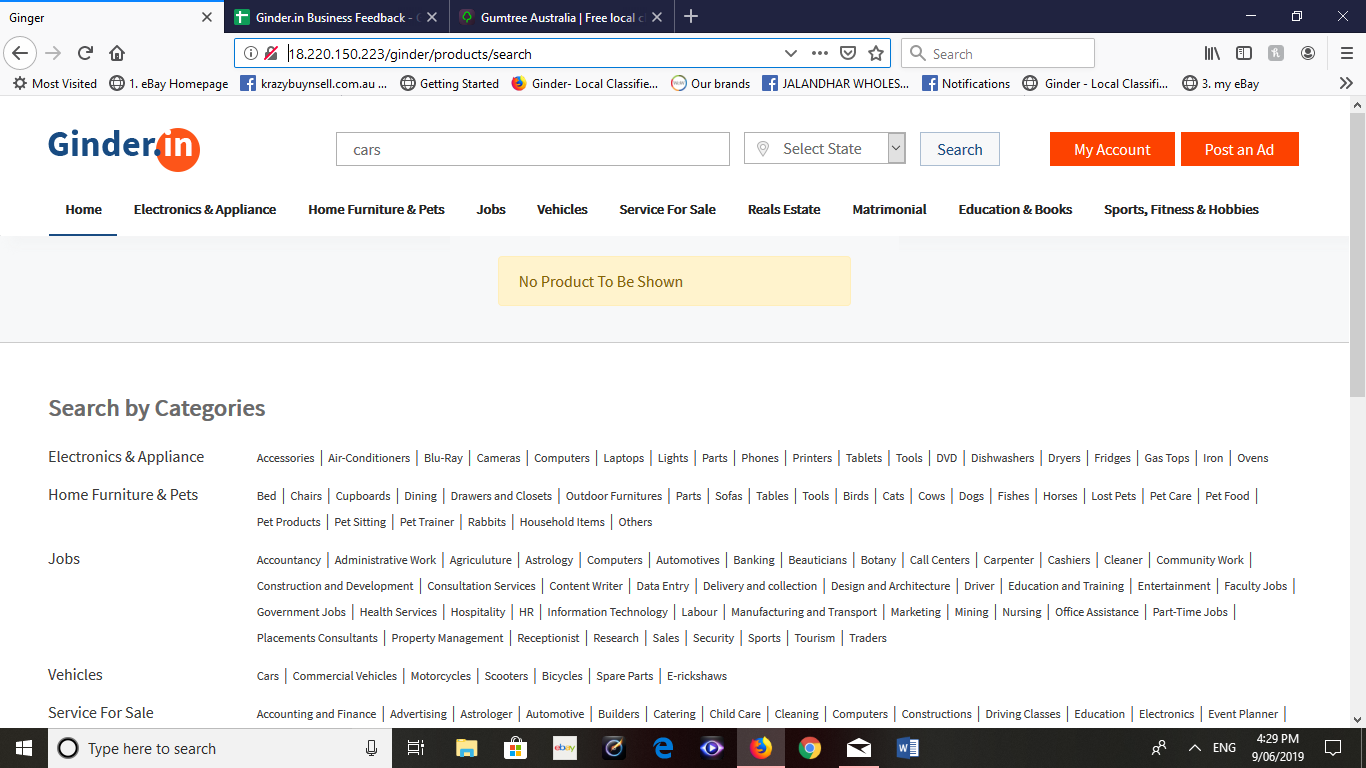 Ginger
Ginder.in Business Feedback - G
Gumtree Australia | Free local cl
18.220.150.223/ginder/products/search
Search
Most Visited
1. eBay Homepage
krazybuynsell.com.au ...
Getting Started
Ginder- Local Classifie...
Our brands
JALANDHAR WHOLES...
Notifications
Ginder - Local Classifi...
3. my eBay
Ginder.in
cars
Select State
Search
My Account
Post an Ad
Home
Electronics & Appliance
Home Furniture & Pets
Jobs
Vehicles
Service For Sale
Reals Estate
Matrimonial
Education & Books
Sports, Fitness & Hobbies
No Product To Be Shown
Search by Categories
Electronics & Appliance
Accessories | Air-Conditioners | Blu-Ray | Cameras | Computers | Laptops | Lights | Parts | Phones | Printers | Tablets | Tools | DVD | Dishwashers | Dryers | Fridges | Gas Tops | Iron | Ovens
Home Furniture & Pets
Bed | Chairs | Cupboards | Dining | Drawers and Closets | Outdoor Furnitures | Parts | Sofas | Tables | Tools | Birds | Cats | Cows | Dogs | Fishes | Horses | Lost Pets | Pet Care | Pet Food |
Pet Products | Pet Sitting | Pet Trainer | Rabbits | Household Items | Others
Jobs
Accountancy | Administrative Work | Agriculuture | Astrology | Computers | Automotives | Banking | Beauticians | Botany | Call Centers | Carpenter | Cashiers | Cleaner | Community Work |
Construction and Development | Consultation Services | Content Writer | Data Entry | Delivery and collection | Design and Architecture | Driver | Education and Training | Entertainment | Faculty Jobs |
Government Jobs | Health Services | Hospitality | HR | Information Technology | Labour | Manufacturing and Transport | Marketing | Mining | Nursing | Office Assistance | Part-Time Jobs |
Placements Consultants | Property Management | Receptionist | Research | Sales | Security | Sports | Tourism | Traders
Vehicles
Cars | Commercial Vehicles | Motorcycles | Scooters | Bicycles | Spare Parts | E-rickshaws
Service For Sale
Accounting and Finance | Advertising | Astrologer | Automotive | Builders | Catering | Child Care | Cleaning | Computers | Constructions | Driving Classes | Education | Electronics | Event Planner |
Type here to search
ebay
ENG
4:29 PM
9/06/2019